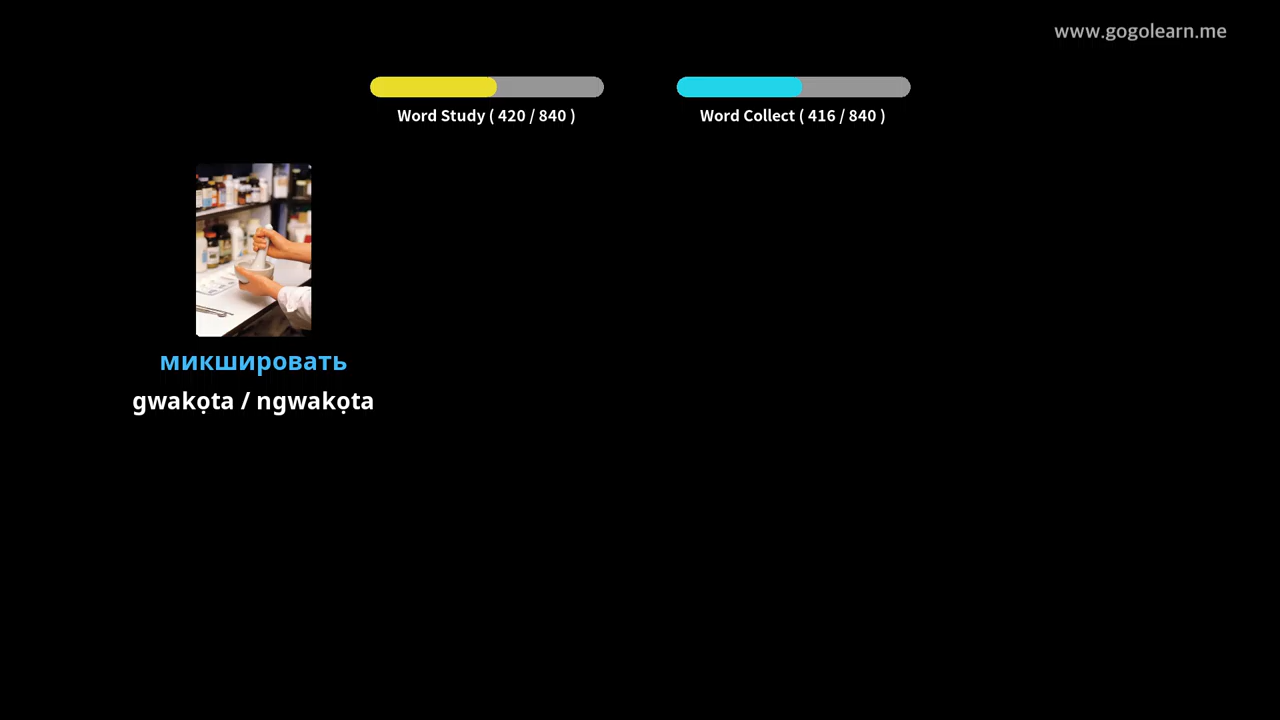 www.gogolearn.me
Word Study ( 420 / 840 )
Word Collect ( 416 / 840 )
микшировать
gwakọta / ngwakọta